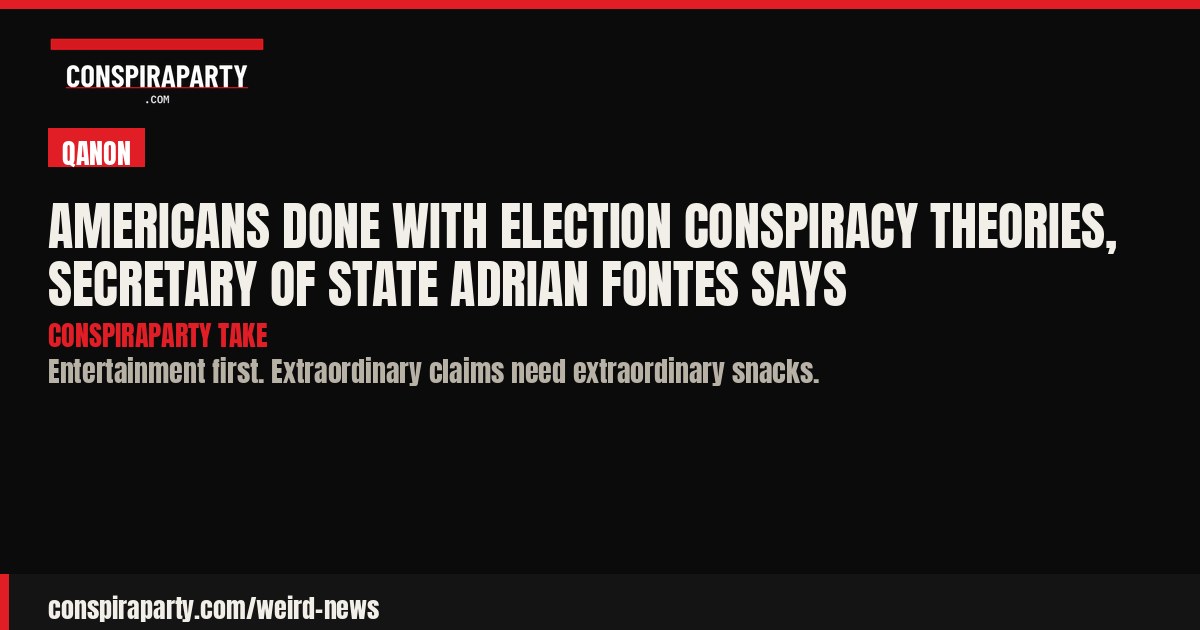 CONSPIRAPARTY
.COM
QANON
AMERICANS DONE WITH ELECTION CONSPIRACY THEORIES,
SECRETARY OF STATE ADRIAN FONTES SAYS
CONSPIRAPARTY TAKE
Entertainment first. Extraordinary claims need extraordinary snacks.
conspiraparty.com/weird-news